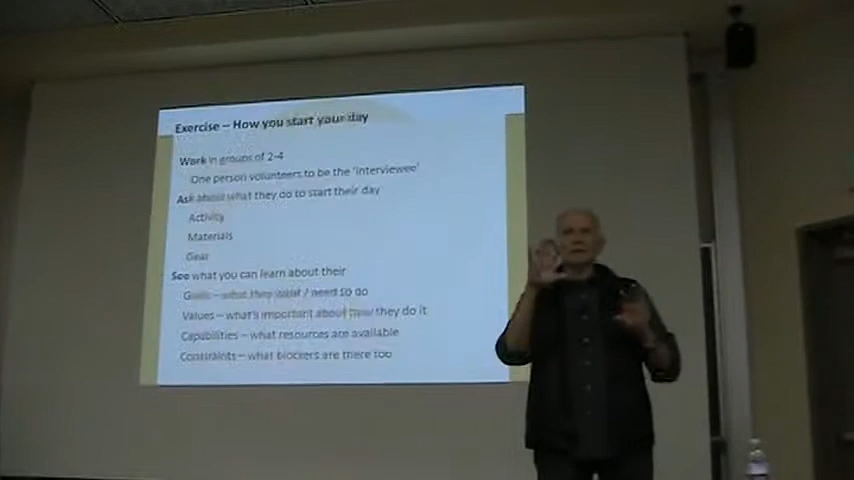 Exercise – How you start your day
Work in groups of 2-4
One person volunteers to be the 'interviewee'
Ask about what they do to start their day
Activity
Materials
Gear
See what you can learn about their
Goals – what they want / need so do
Values – what's important about how they do it
Capabilities – what resources are available
Constraints – what blockers are there too